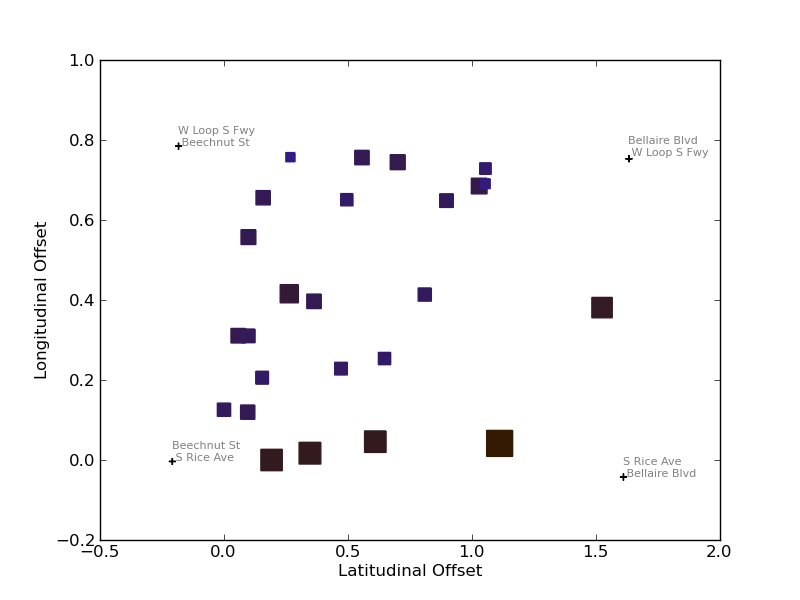 1.0
W Loop S Fwy
Beechnut St
Bellaire Blvd
W Loop S Fwy
0.8
0.6
0.4
0.2
Beechnut St
S Rice Ave
S Rice Ave
Bellaire Blvd
0.0
−0.2
−0.5 0.0 0.5 1.0 1.5 2.0
Latitudinal Offset
Longitudinal Offset